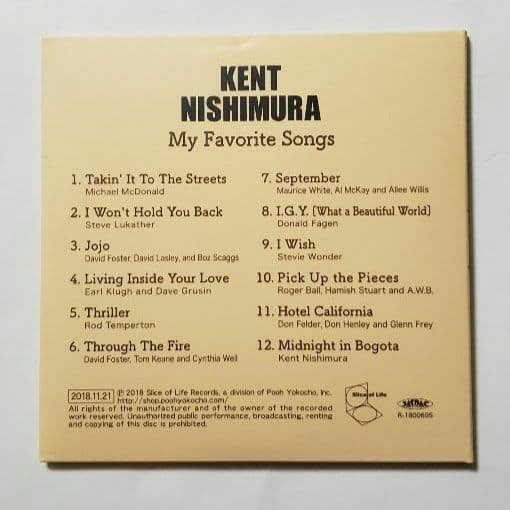 KENT
NISHIMURA
My Favorite Songs
1. Takin' It To The Streets
Michael McDonald
2. I Won't Hold You Back
Steve Lukather
3. Jojo
David Foster, David Lasley, and Boz Scaggs
4. Living Inside Your Love
Earl Klugh and Dave Grusin
5. Thriller
Rod Temperton
6. Through The Fire
David Foster, Tom Keane and Cynthia Weil
7. September
Maurice White, Al McKay and Allee Willis
8. I.G.Y. [What a Beautiful World]
Donald Fagen
9. I Wish
Stevie Wonder
10. Pick Up the Pieces
Roger Ball, Hamish Stuart and A.W.B.
11. Hotel California
Don Felder, Don Henley and Glenn Frey
12. Midnight in Bogota
Kent Nishimura
2018.11.21 ℗ 2018 Slice of Life Records, a division of Pooh Yokocho, Inc.
http://shop.poohyokocho.com/
All rights of the manufacturer and of the owner of the recorded
work reserved. Unauthorized public performance, broadcasting, renting
and copying of this disc is prohibited.
Slice of Life
JASRAC
R-1800605